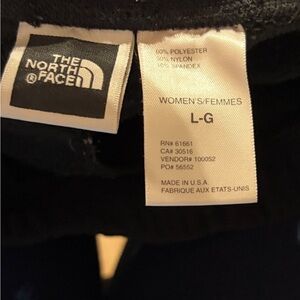 THE
NORTH
FACE
60% POLYESTER
30% NYLON
10% SPANDEX
WOMEN'S/FEMMES
L-G
RN# 61661
CA# 30516
VENDOR# 100052
PO# 56552
MADE IN U.S.A
FABRIQUE AUX ETATS-UNIS